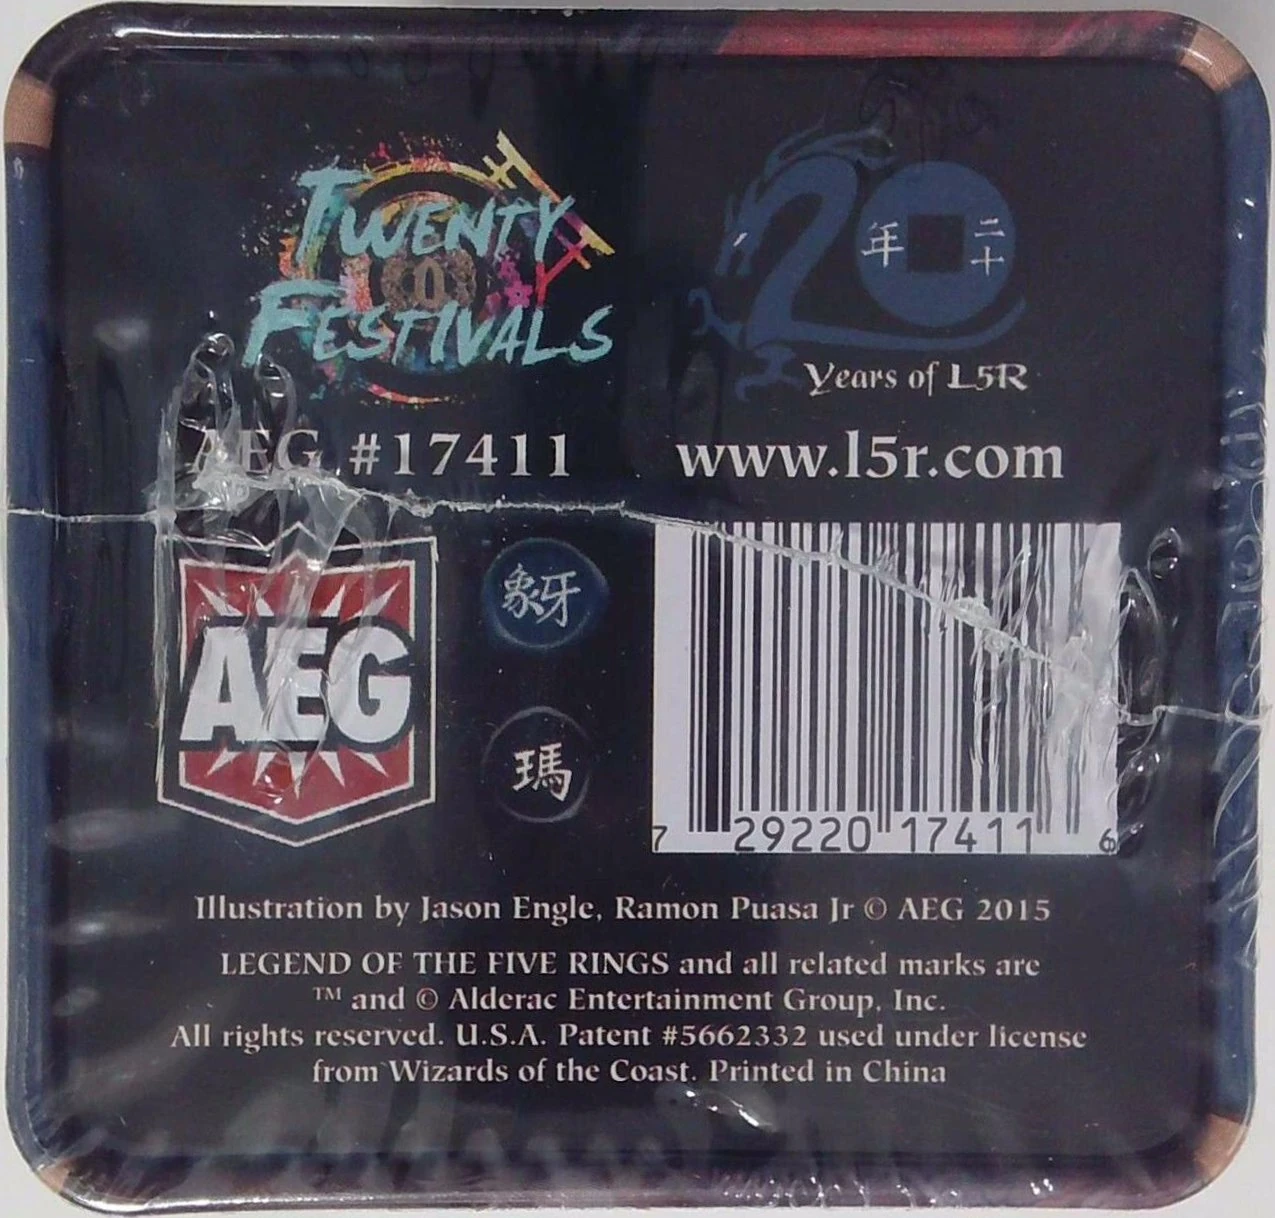 TWENTY
FESTIVALS
年 二十
Years of L5R
AEG #17411
www.l5r.com
AEG
象牙
瑪
7 29220 17411 6
Illustration by Jason Engle, Ramon Puasa Jr © AEG 2015
LEGEND OF THE FIVE RINGS and all related marks are
™ and © Alderac Entertainment Group, Inc.
All rights reserved. U.S.A. Patent #5662332 used under license
from Wizards of the Coast. Printed in China